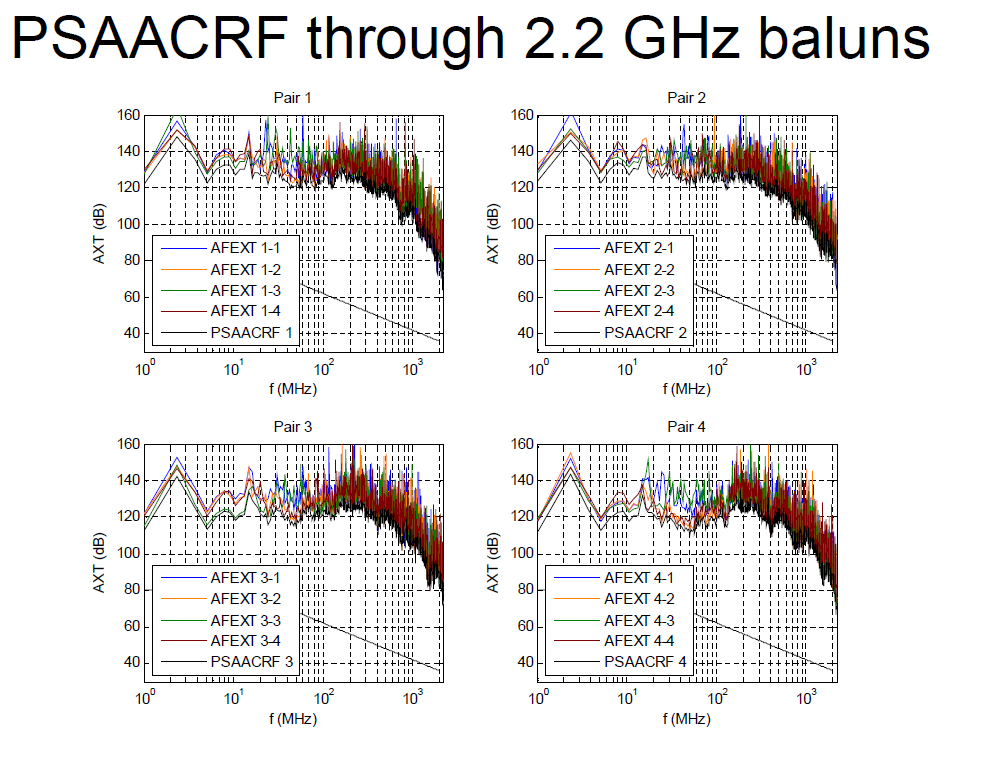 PSAACRF through 2.2 GHz baluns
Pair 1
160
140
120
100
80
60
40
AXT (dB)
AFEXT 1-1
AFEXT 1-2
AFEXT 1-3
AFEXT 1-4
PSAACRF 1
10^0
10^1
10^2
10^3
f (MHz)
Pair 2
160
140
120
100
80
60
40
AXT (dB)
AFEXT 2-1
AFEXT 2-2
AFEXT 2-3
AFEXT 2-4
PSAACRF 2
10^0
10^1
10^2
10^3
f (MHz)
Pair 3
160
140
120
100
80
60
40
AXT (dB)
AFEXT 3-1
AFEXT 3-2
AFEXT 3-3
AFEXT 3-4
PSAACRF 3
10^0
10^1
10^2
10^3
f (MHz)
Pair 4
160
140
120
100
80
60
40
AXT (dB)
AFEXT 4-1
AFEXT 4-2
AFEXT 4-3
AFEXT 4-4
PSAACRF 4
10^0
10^1
10^2
10^3
f (MHz)